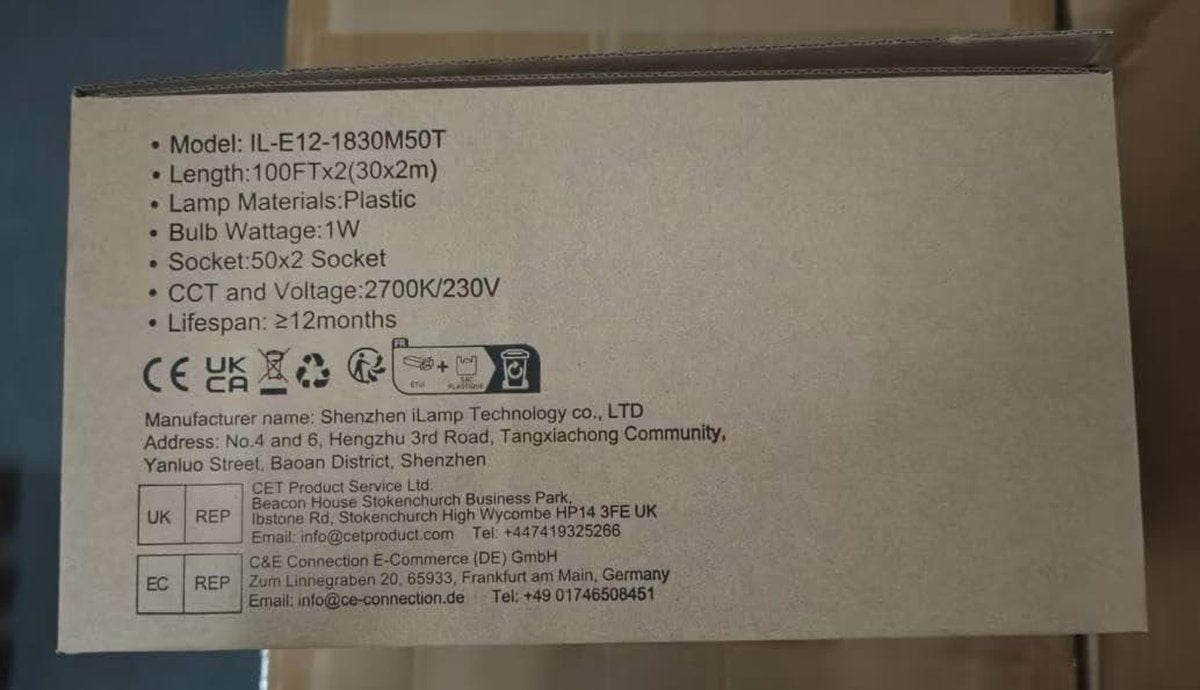 • Model: IL-E12-1830M50T
• Length:100FTx2(30x2m)
• Lamp Materials:Plastic
• Bulb Wattage:1W
• Socket:50x2 Socket
• CCT and Voltage:2700K/230V
• Lifespan: ≥12months
CE UK CA
FR
ÉTUI + SAC PLASTIQUE
Manufacturer name: Shenzhen iLamp Technology co., LTD
Address: No.4 and 6, Hengzhu 3rd Road, Tangxiachong Community,
Yanluo Street, Baoan District, Shenzhen
UK REP
CET Product Service Ltd.
Beacon House Stokenchurch Business Park,
Ibstone Rd, Stokenchurch High Wycombe HP14 3FE UK
Email: info@cetproduct.com Tel: +447419325266
EC REP
C&E Connection E-Commerce (DE) GmbH
Zum Linnegraben 20, 65933, Frankfurt am Main, Germany
Email: info@ce-connection.de Tel: +49 01746508451